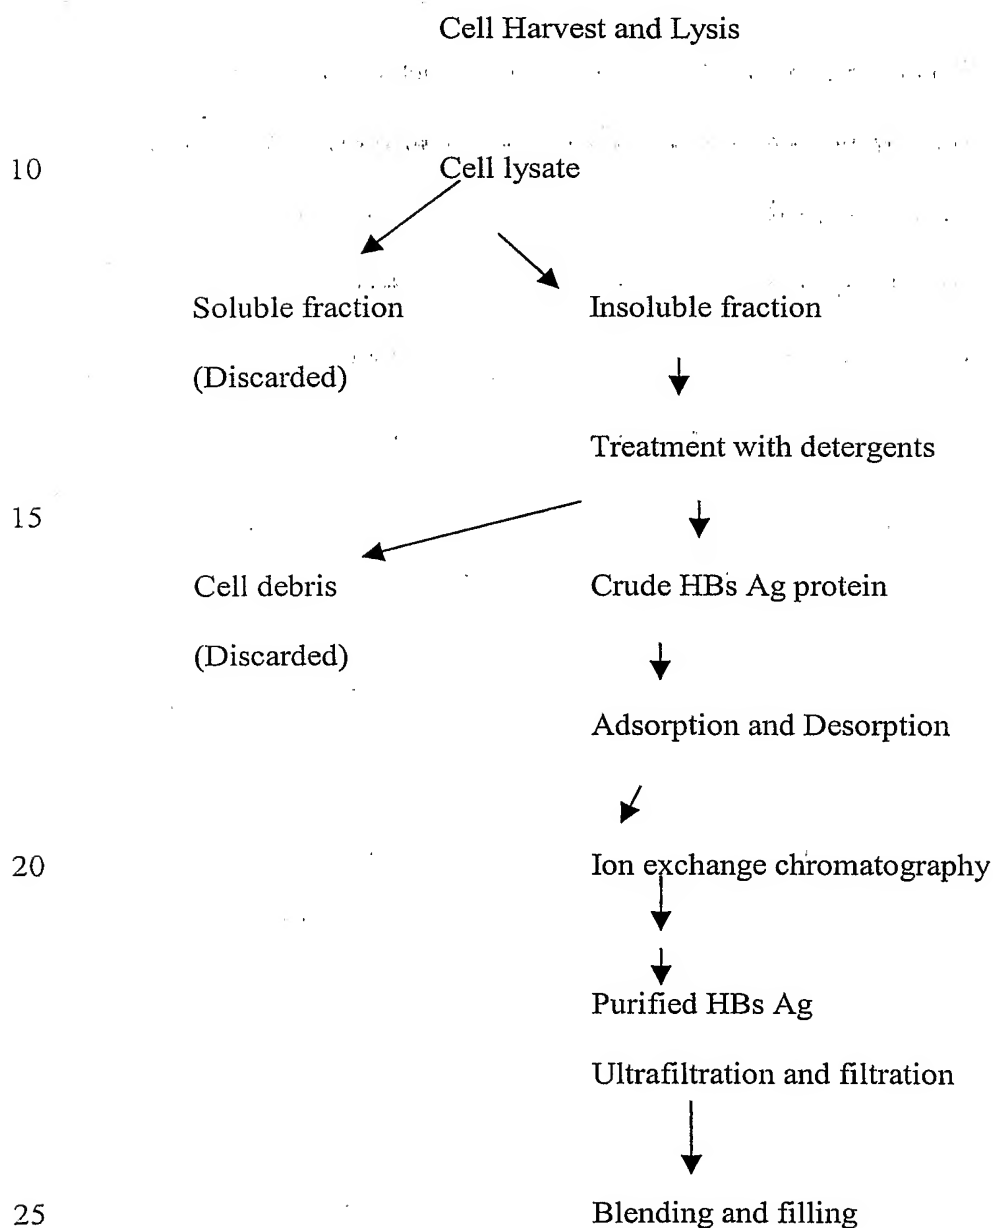 Cell Harvest and Lysis
10 Cell lysate
Soluble fraction Insoluble fraction
(Discarded)
Treatment with detergents
15
Cell debris Crude HBs Ag protein
(Discarded)
Adsorption and Desorption
20 Ion exchange chromatography
Purified HBs Ag
Ultrafiltration and filtration
25 Blending and filling